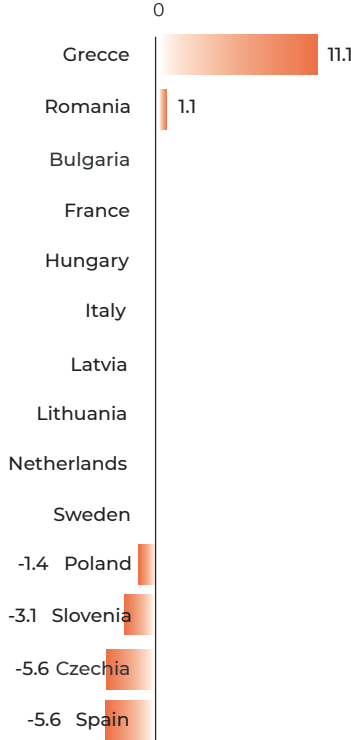 0
Grecce 11.1
Romania 1.1
Bulgaria
France
Hungary
Italy
Latvia
Lithuania
Netherlands
Sweden
-1.4 Poland
-3.1 Slovenia
-5.6 Czechia
-5.6 Spain